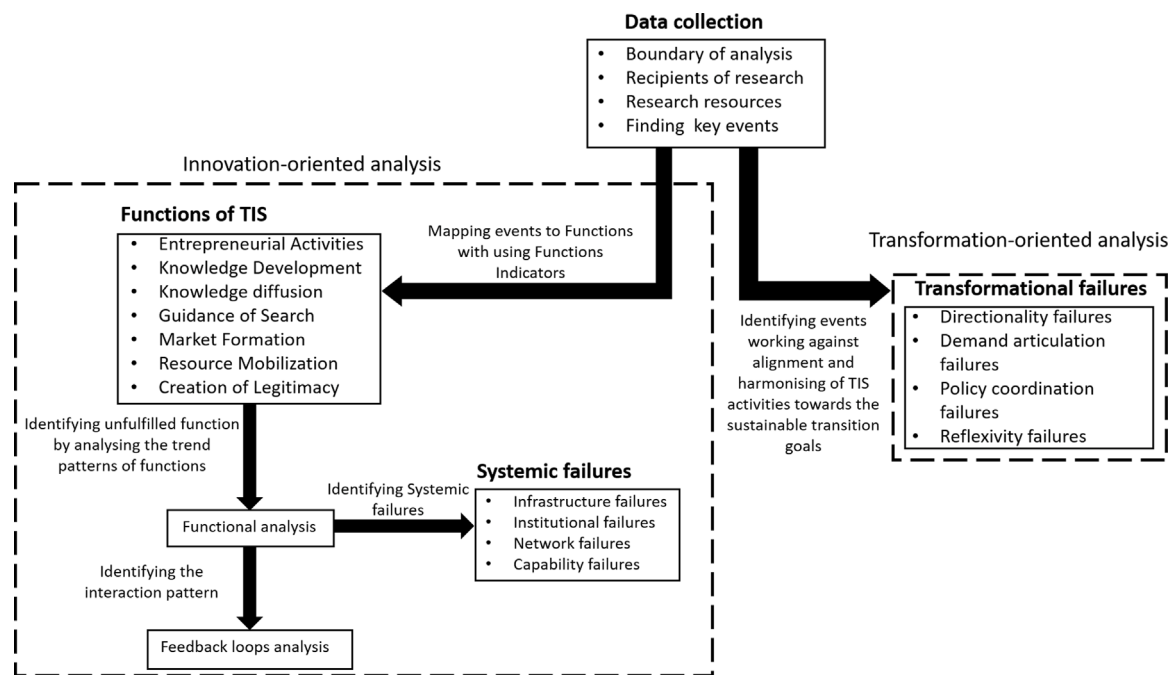 Data collection
• Boundary of analysis
• Recipients of research
• Research resources
• Finding key events
Innovation-oriented analysis
Functions of TIS
• Entrepreneurial Activities
• Knowledge Development
• Knowledge diffusion
• Guidance of Search
• Market Formation
• Resource Mobilization
• Creation of Legitimacy
Mapping events to Functions
with using Functions
Indicators
Identifying unfulfilled function
by analysing the trend
patterns of functions
Functional analysis
Identifying Systemic
failures
Systemic failures
• Infrastructure failures
• Institutional failures
• Network failures
• Capability failures
Identifying the
interaction pattern
Feedback loops analysis
Transformation-oriented analysis
Identifying events
working against
alignment and
harmonising of TIS
activities towards the
sustainable transition
goals
Transformational failures
• Directionality failures
• Demand articulation
failures
• Policy coordination
failures
• Reflexivity failures